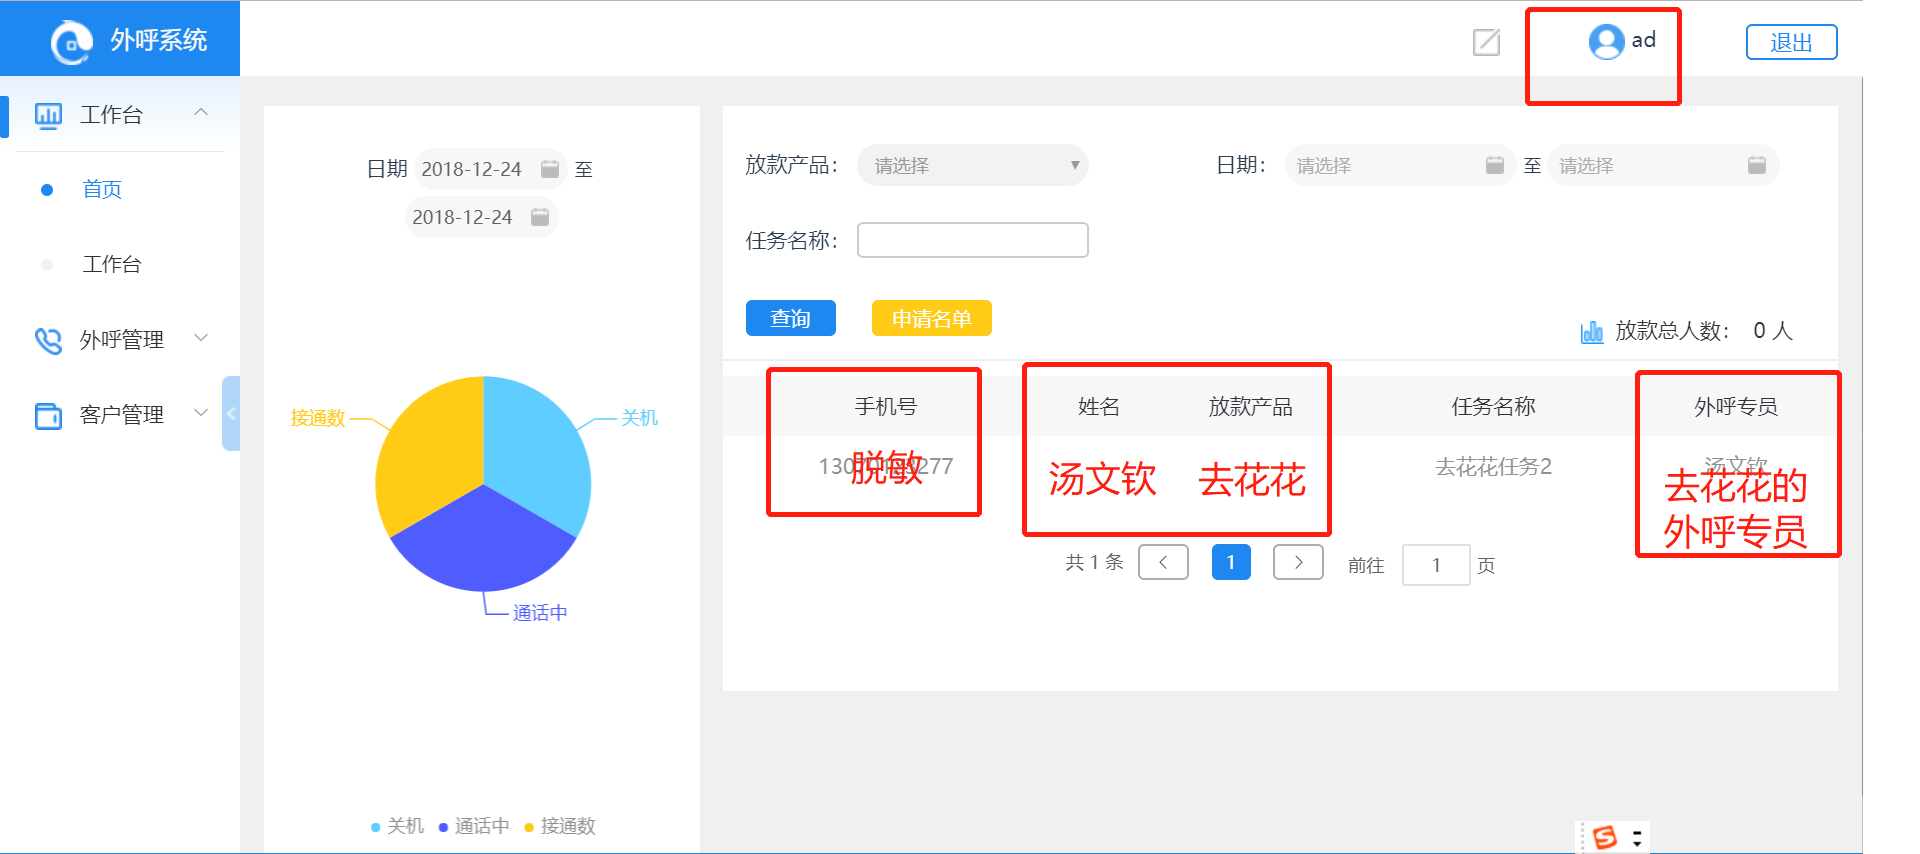 外呼系统
ad
退出
工作台
首页
工作台
外呼管理
客户管理
日期 2018-12-24 至
2018-12-24
接通数
关机
通话中
关机 通话中 接通数
放款产品： 请选择
日期： 请选择 至 请选择
任务名称：
查询 申请名单
放款总人数： 0 人
手机号 姓名 放款产品 任务名称 外呼专员
脱敏 汤文钦 去花花 去花花任务2 汤文钦
去花花的
外呼专员
共 1 条 1 前往 1 页